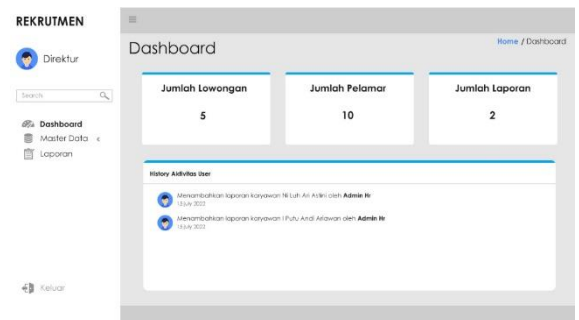 REKRUTMEN
Direktur
Search
Dashboard
Master Data
Laporan
Keluar
Dashboard
Home / Dashboard
Jumlah Lowongan
5
Jumlah Pelamar
10
Jumlah Laporan
2
History Aktivitas User
Menambahkan laporan karyawan Ni Luh Ari Astini oleh Admin Hr
13 July 2023
Menambahkan laporan karyawan I Putu Andi Ariawan oleh Admin Hr
13 July 2023